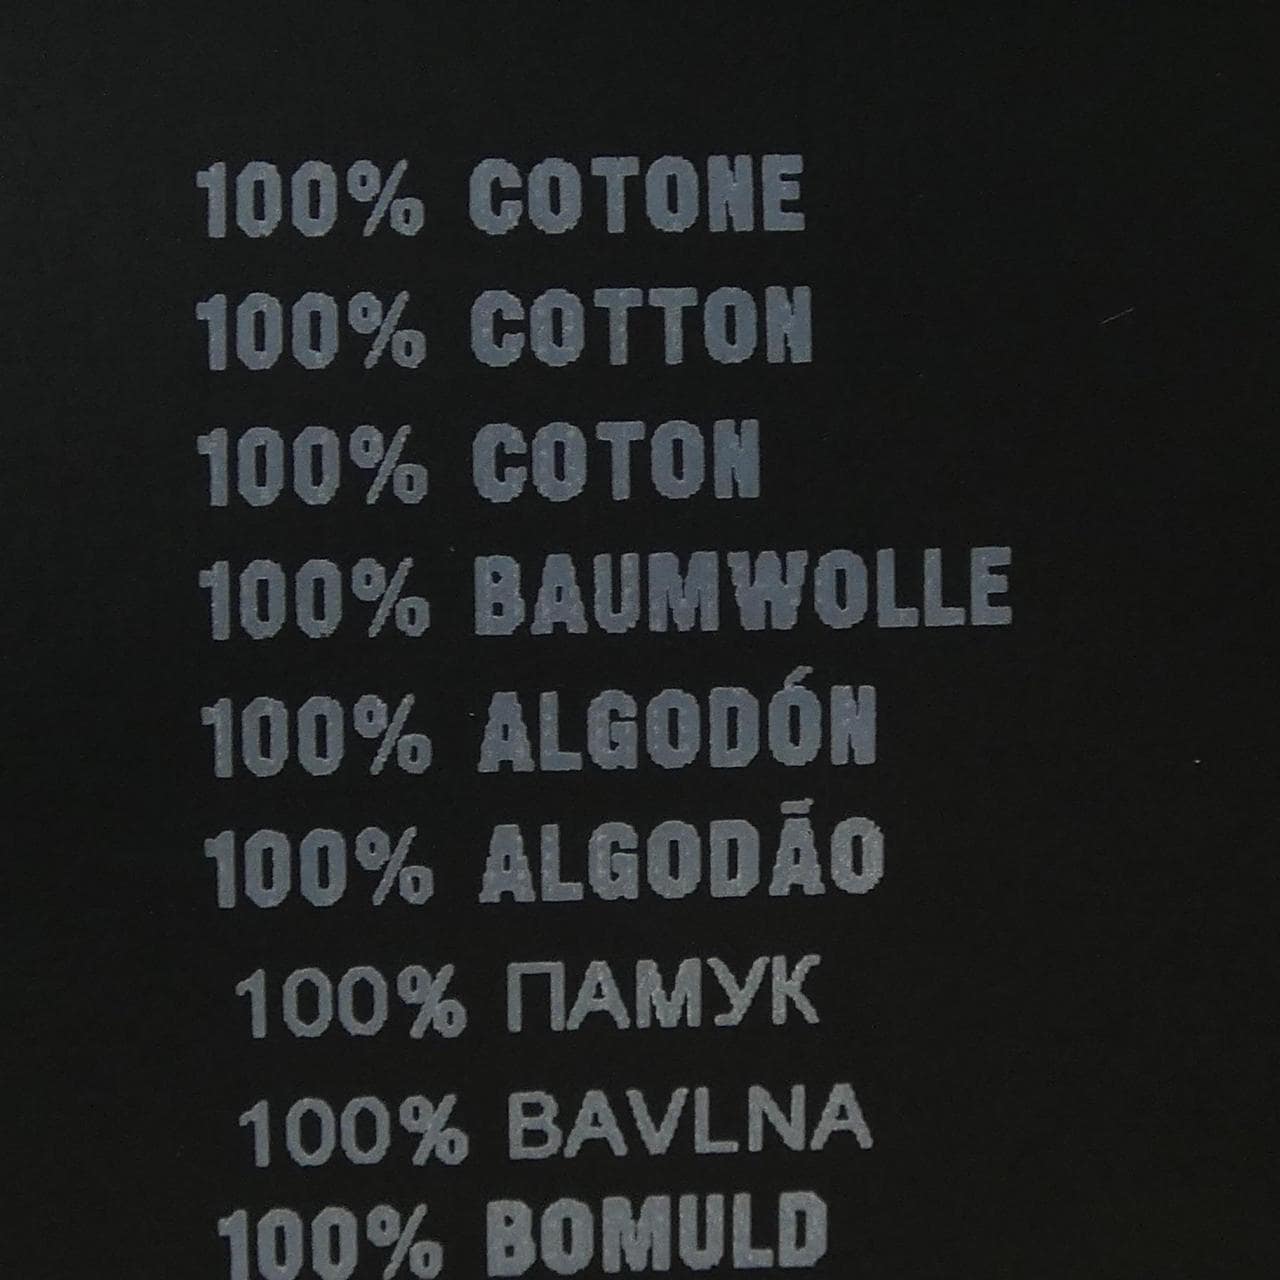 100% COTONE
100% COTTON
100% COTON
100% BAUMWOLLE
100% ALGODÓN
100% ALGODÃO
100% ПАМУК
100% BAVLNA
100% BOMULD